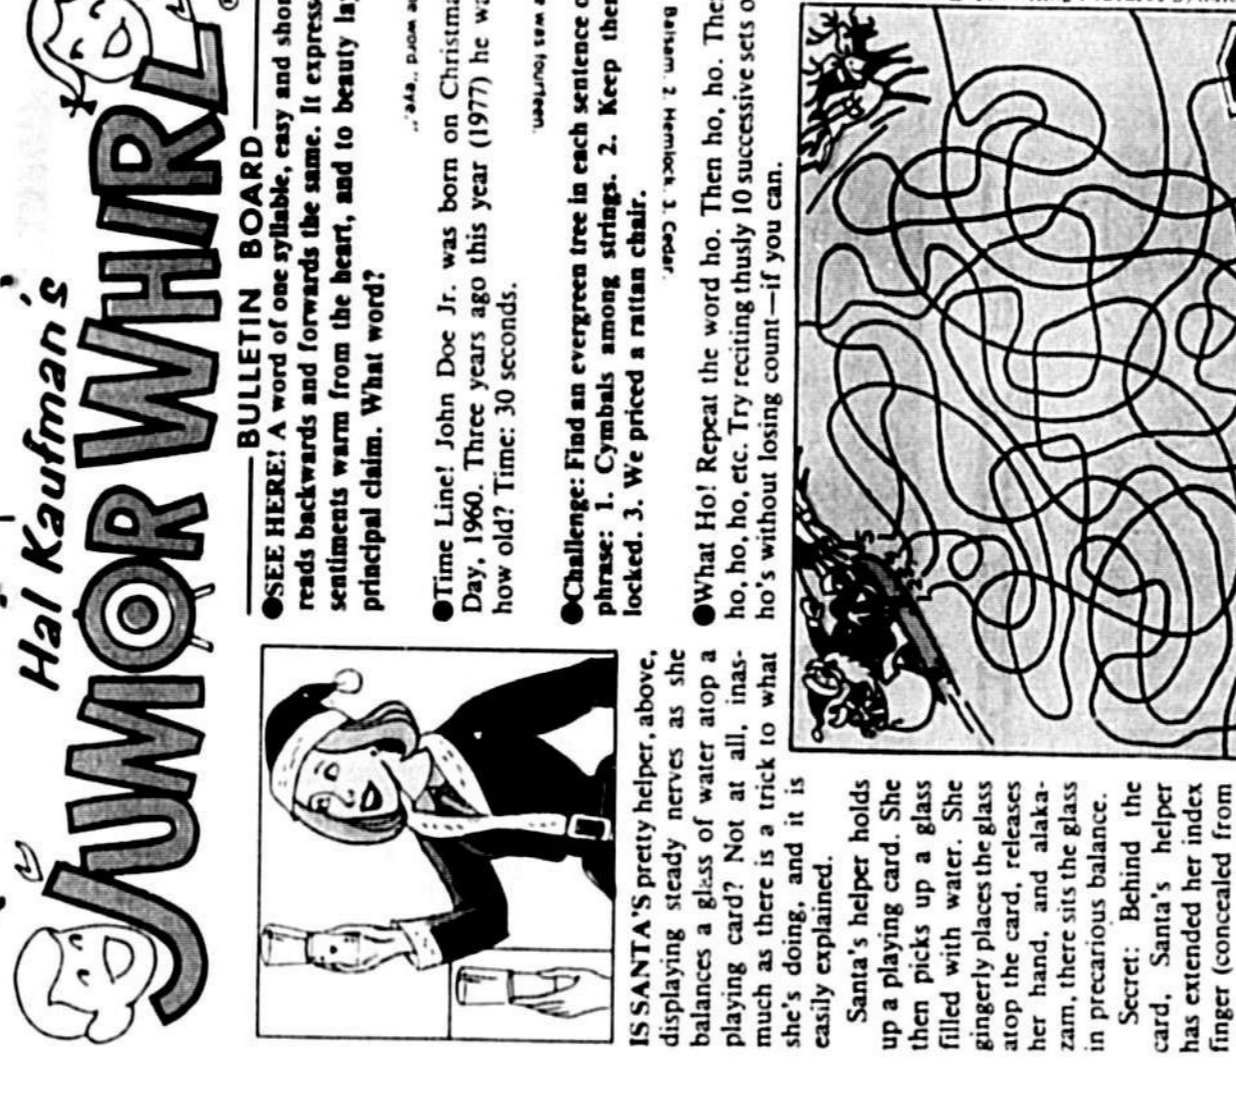 Hal Kaufman's
JUNIOR WHIRL
®
BULLETIN BOARD
●SEE HERE! A word of one syllable, easy and short
reads backwards and forwards the same. It express
sentiments warm from the heart, and to beauty la
principal claim. What word?
word "eye."
●Time Line! John Doe Jr. was born on Christma
Day, 1960. Three years ago this year (1977) he wa
how old? Time: 30 seconds.
was fourteen.
●Challenge: Find an evergreen tree in each sentence o
phrase: 1. Cymbals among strings. 2. Keep the
locked. 3. We priced a rattan chair.
Balsam. 2. Hemlock. 3. Cedar.
●What Ho! Repeat the word ho. Then ho, ho. The
ho, ho, ho, etc. Try reciting thusly 10 successive sets o
ho's without losing count—if you can.
IS SANTA'S pretty helper, above,
displaying steady nerves as she
balances a glass of water atop a
playing card? Not at all, inas-
much as there is a trick to what
she's doing, and it is
easily explained.
Santa's helper holds
up a playing card. She
then picks up a glass
filled with water. She
gingerly places the glass
atop the card, releases
her hand, and alaka-
zam, there sits the glass
in precarious balance.
Secret: Behind the
card, Santa's helper
has extended her index
finger (concealed from